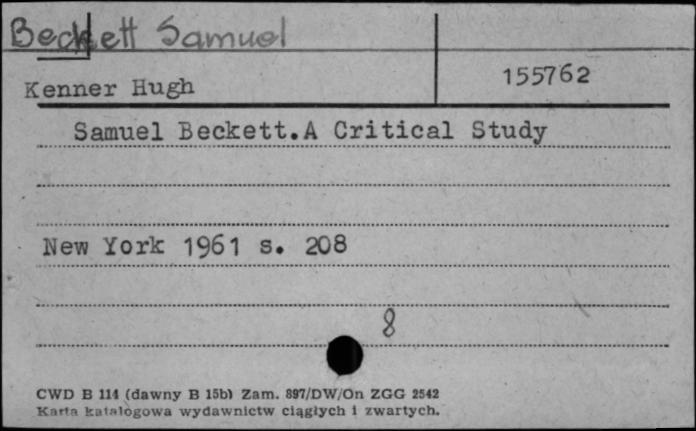 Beckett Samuel
Kenner Hugh
155762
Samuel Beckett.A Critical Study
New York 1961 s. 208
8
CWD B 114 (dawny B 15b) Zam. 897/DW/On ZGG 2542
Karta katalogowa wydawnictw ciągłych i zwartych.